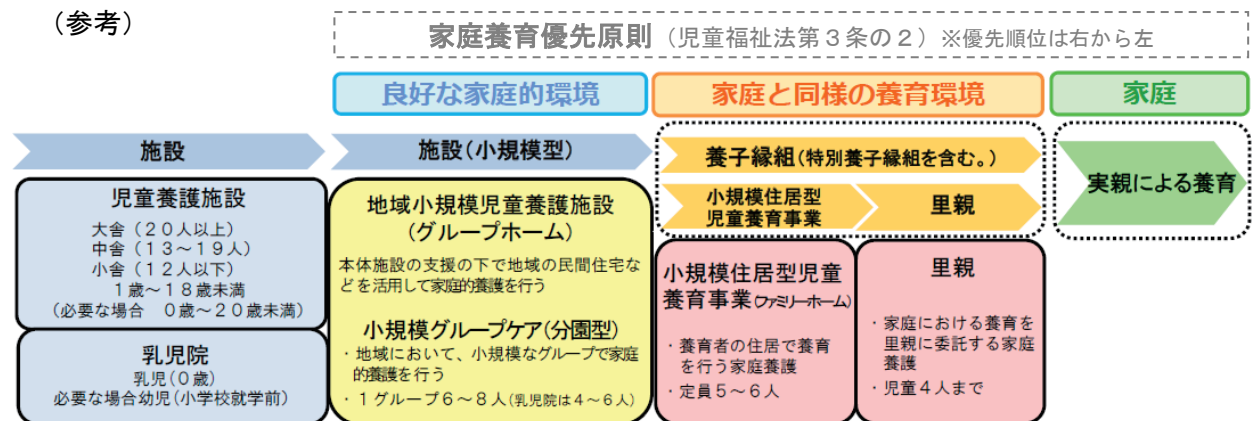 (参考)
家庭養育優先原則（児童福祉法第３条の２）※優先順位は右から左
良好な家庭的環境
家庭と同様の養育環境
家庭
施設
施設(小規模型)
養子縁組(特別養子縁組を含む。)
小規模住居型
児童養育事業
里親
実親による養育
児童養護施設
大舎（２０人以上）
中舎（１３～１９人）
小舎（１２人以下）
１歳～１８歳未満
（必要な場合　０歳～２０歳未満）
乳児院
乳児（０歳）
必要な場合幼児（小学校就学前）
地域小規模児童養護施設
(グループホーム)
本体施設の支援の下で地域の民間住宅な
どを活用して家庭的養護を行う
小規模グループケア(分園型)
・地域において、小規模なグループで家庭
的養護を行う
・１グループ６～８人（乳児院は４～６人）
小規模住居型児童
養育事業(ファミリーホーム)
・養育者の住居で養育
を行う家庭養護
・定員５～６人
里親
・家庭における養育を
里親に委託する家庭
養護
・児童４人まで